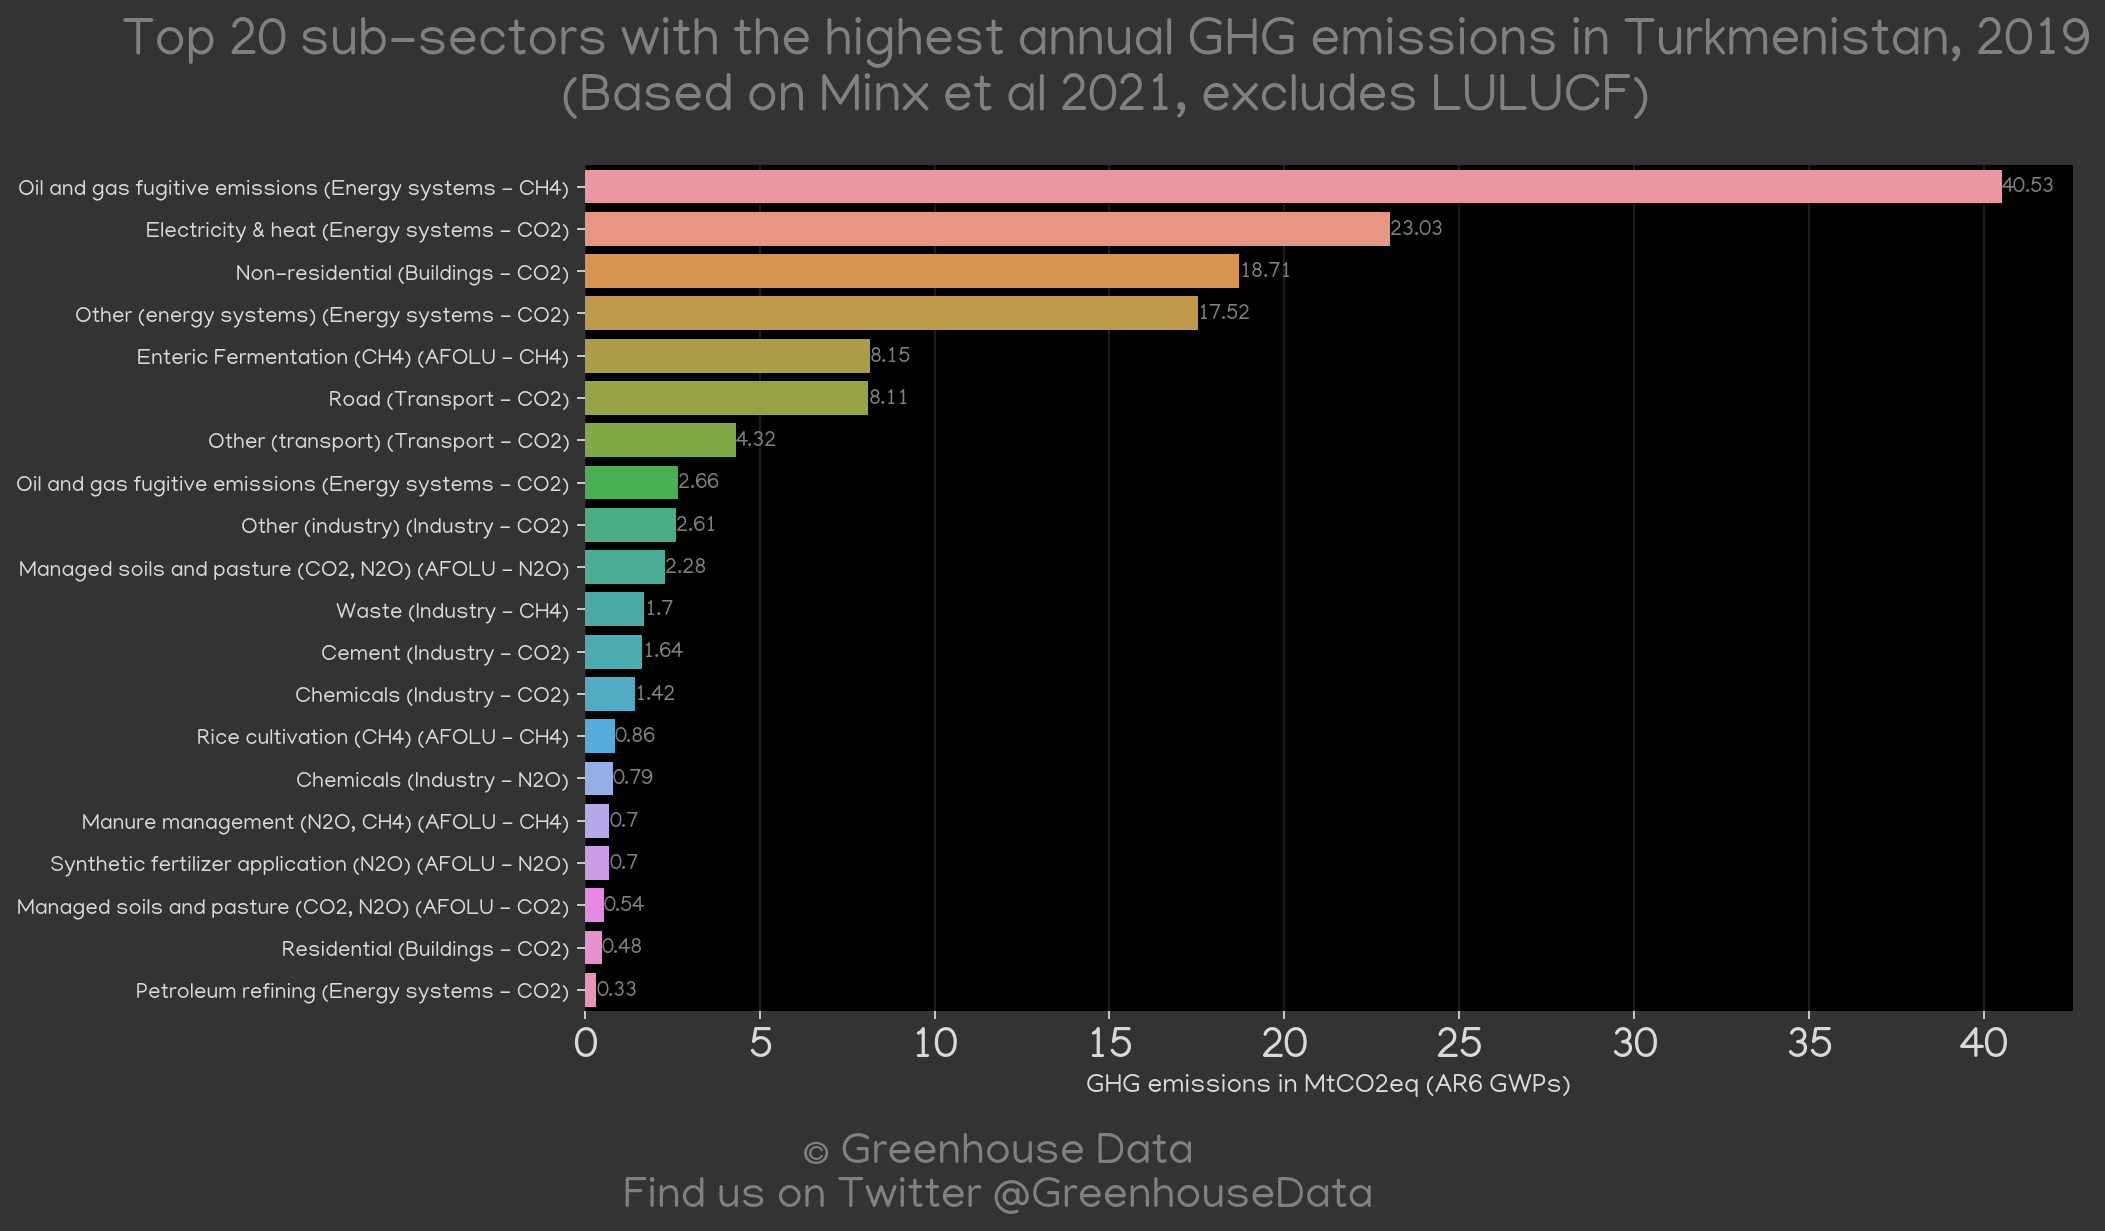 Top 20 sub-sectors with the highest annual GHG emissions in Turkmenistan, 2019
(Based on Minx et al 2021, excludes LULUCF)
Oil and gas fugitive emissions (Energy systems - CH4) 40.53
Electricity & heat (Energy systems - CO2) 23.03
Non-residential (Buildings - CO2) 18.71
Other (energy systems) (Energy systems - CO2) 17.52
Enteric Fermentation (CH4) (AFOLU - CH4) 8.15
Road (Transport - CO2) 8.11
Other (transport) (Transport - CO2) 4.32
Oil and gas fugitive emissions (Energy systems - CO2) 2.66
Other (industry) (Industry - CO2) 2.61
Managed soils and pasture (CO2, N2O) (AFOLU - N2O) 2.28
Waste (Industry - CH4) 1.7
Cement (Industry - CO2) 1.64
Chemicals (Industry - CO2) 1.42
Rice cultivation (CH4) (AFOLU - CH4) 0.86
Chemicals (Industry - N2O) 0.79
Manure management (N2O, CH4) (AFOLU - CH4) 0.7
Synthetic fertilizer application (N2O) (AFOLU - N2O) 0.7
Managed soils and pasture (CO2, N2O) (AFOLU - CO2) 0.54
Residential (Buildings - CO2) 0.48
Petroleum refining (Energy systems - CO2) 0.33
0 5 10 15 20 25 30 35 40
GHG emissions in MtCO2eq (AR6 GWPs)
© Greenhouse Data
Find us on Twitter @GreenhouseData